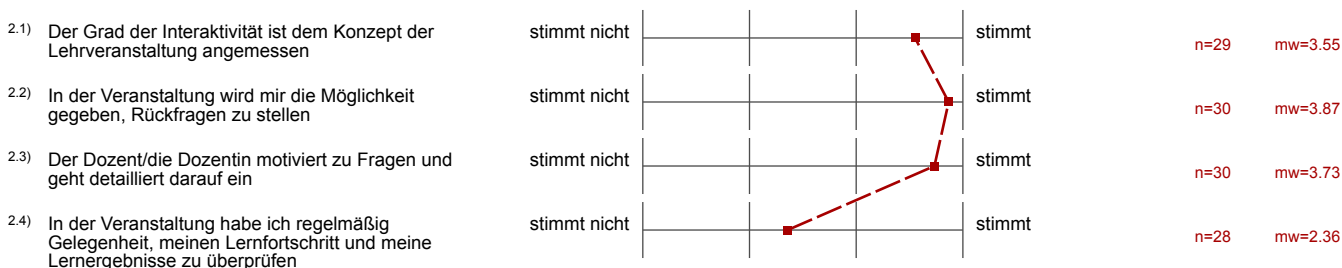 2.1) Der Grad der Interaktivität ist dem Konzept der stimmt nicht stimmt
Lehrveranstaltung angemessen n=29 mw=3.55
2.2) In der Veranstaltung wird mir die Möglichkeit stimmt nicht stimmt
gegeben, Rückfragen zu stellen n=30 mw=3.87
2.3) Der Dozent/die Dozentin motiviert zu Fragen und stimmt nicht stimmt
geht detailliert darauf ein n=30 mw=3.73
2.4) In der Veranstaltung habe ich regelmäßig stimmt nicht stimmt
Gelegenheit, meinen Lernfortschritt und meine n=28 mw=2.36
Lernergebnisse zu überprüfen